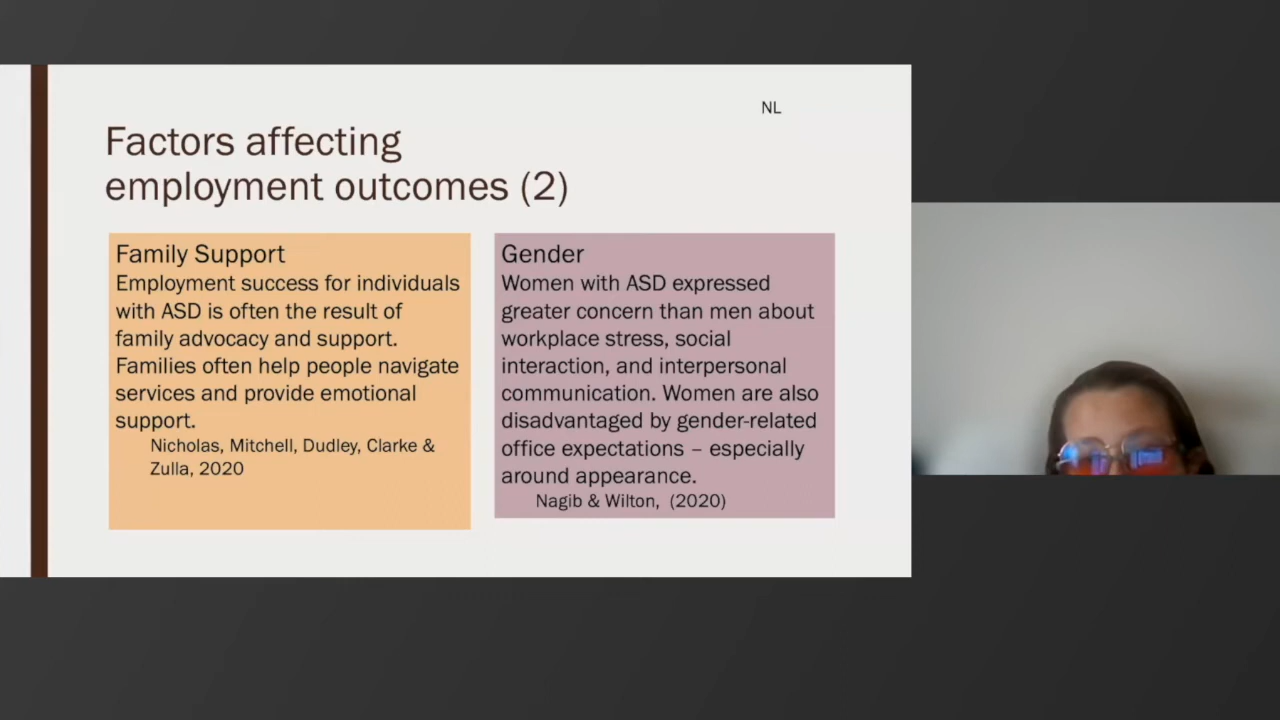 NL
Factors affecting
employment outcomes (2)
Family Support
Employment success for individuals
with ASD is often the result of
family advocacy and support.
Families often help people navigate
services and provide emotional
support.
Nicholas, Mitchell, Dudley, Clarke &
Zulla, 2020
Gender
Women with ASD expressed
greater concern than men about
workplace stress, social
interaction, and interpersonal
communication. Women are also
disadvantaged by gender-related
office expectations – especially
around appearance.
Nagib & Wilton, (2020)